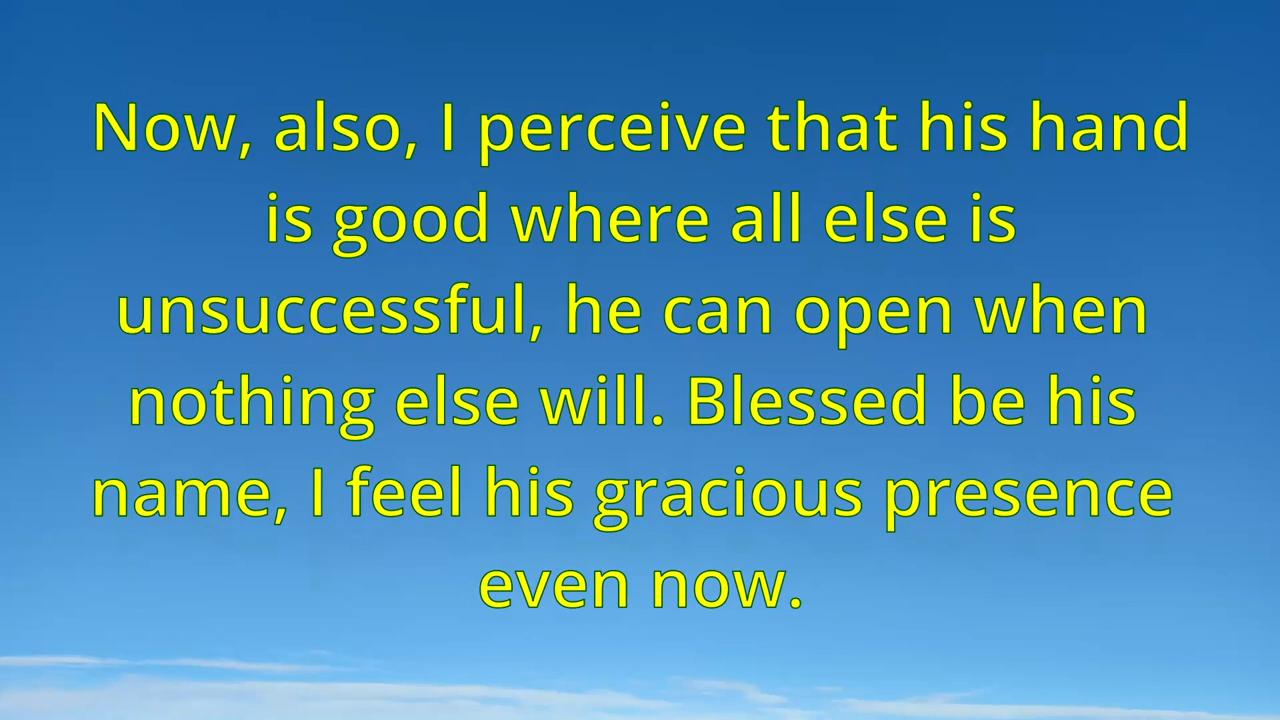 Now, also, I perceive that his hand
is good where all else is
unsuccessful, he can open when
nothing else will. Blessed be his
name, I feel his gracious presence
even now.